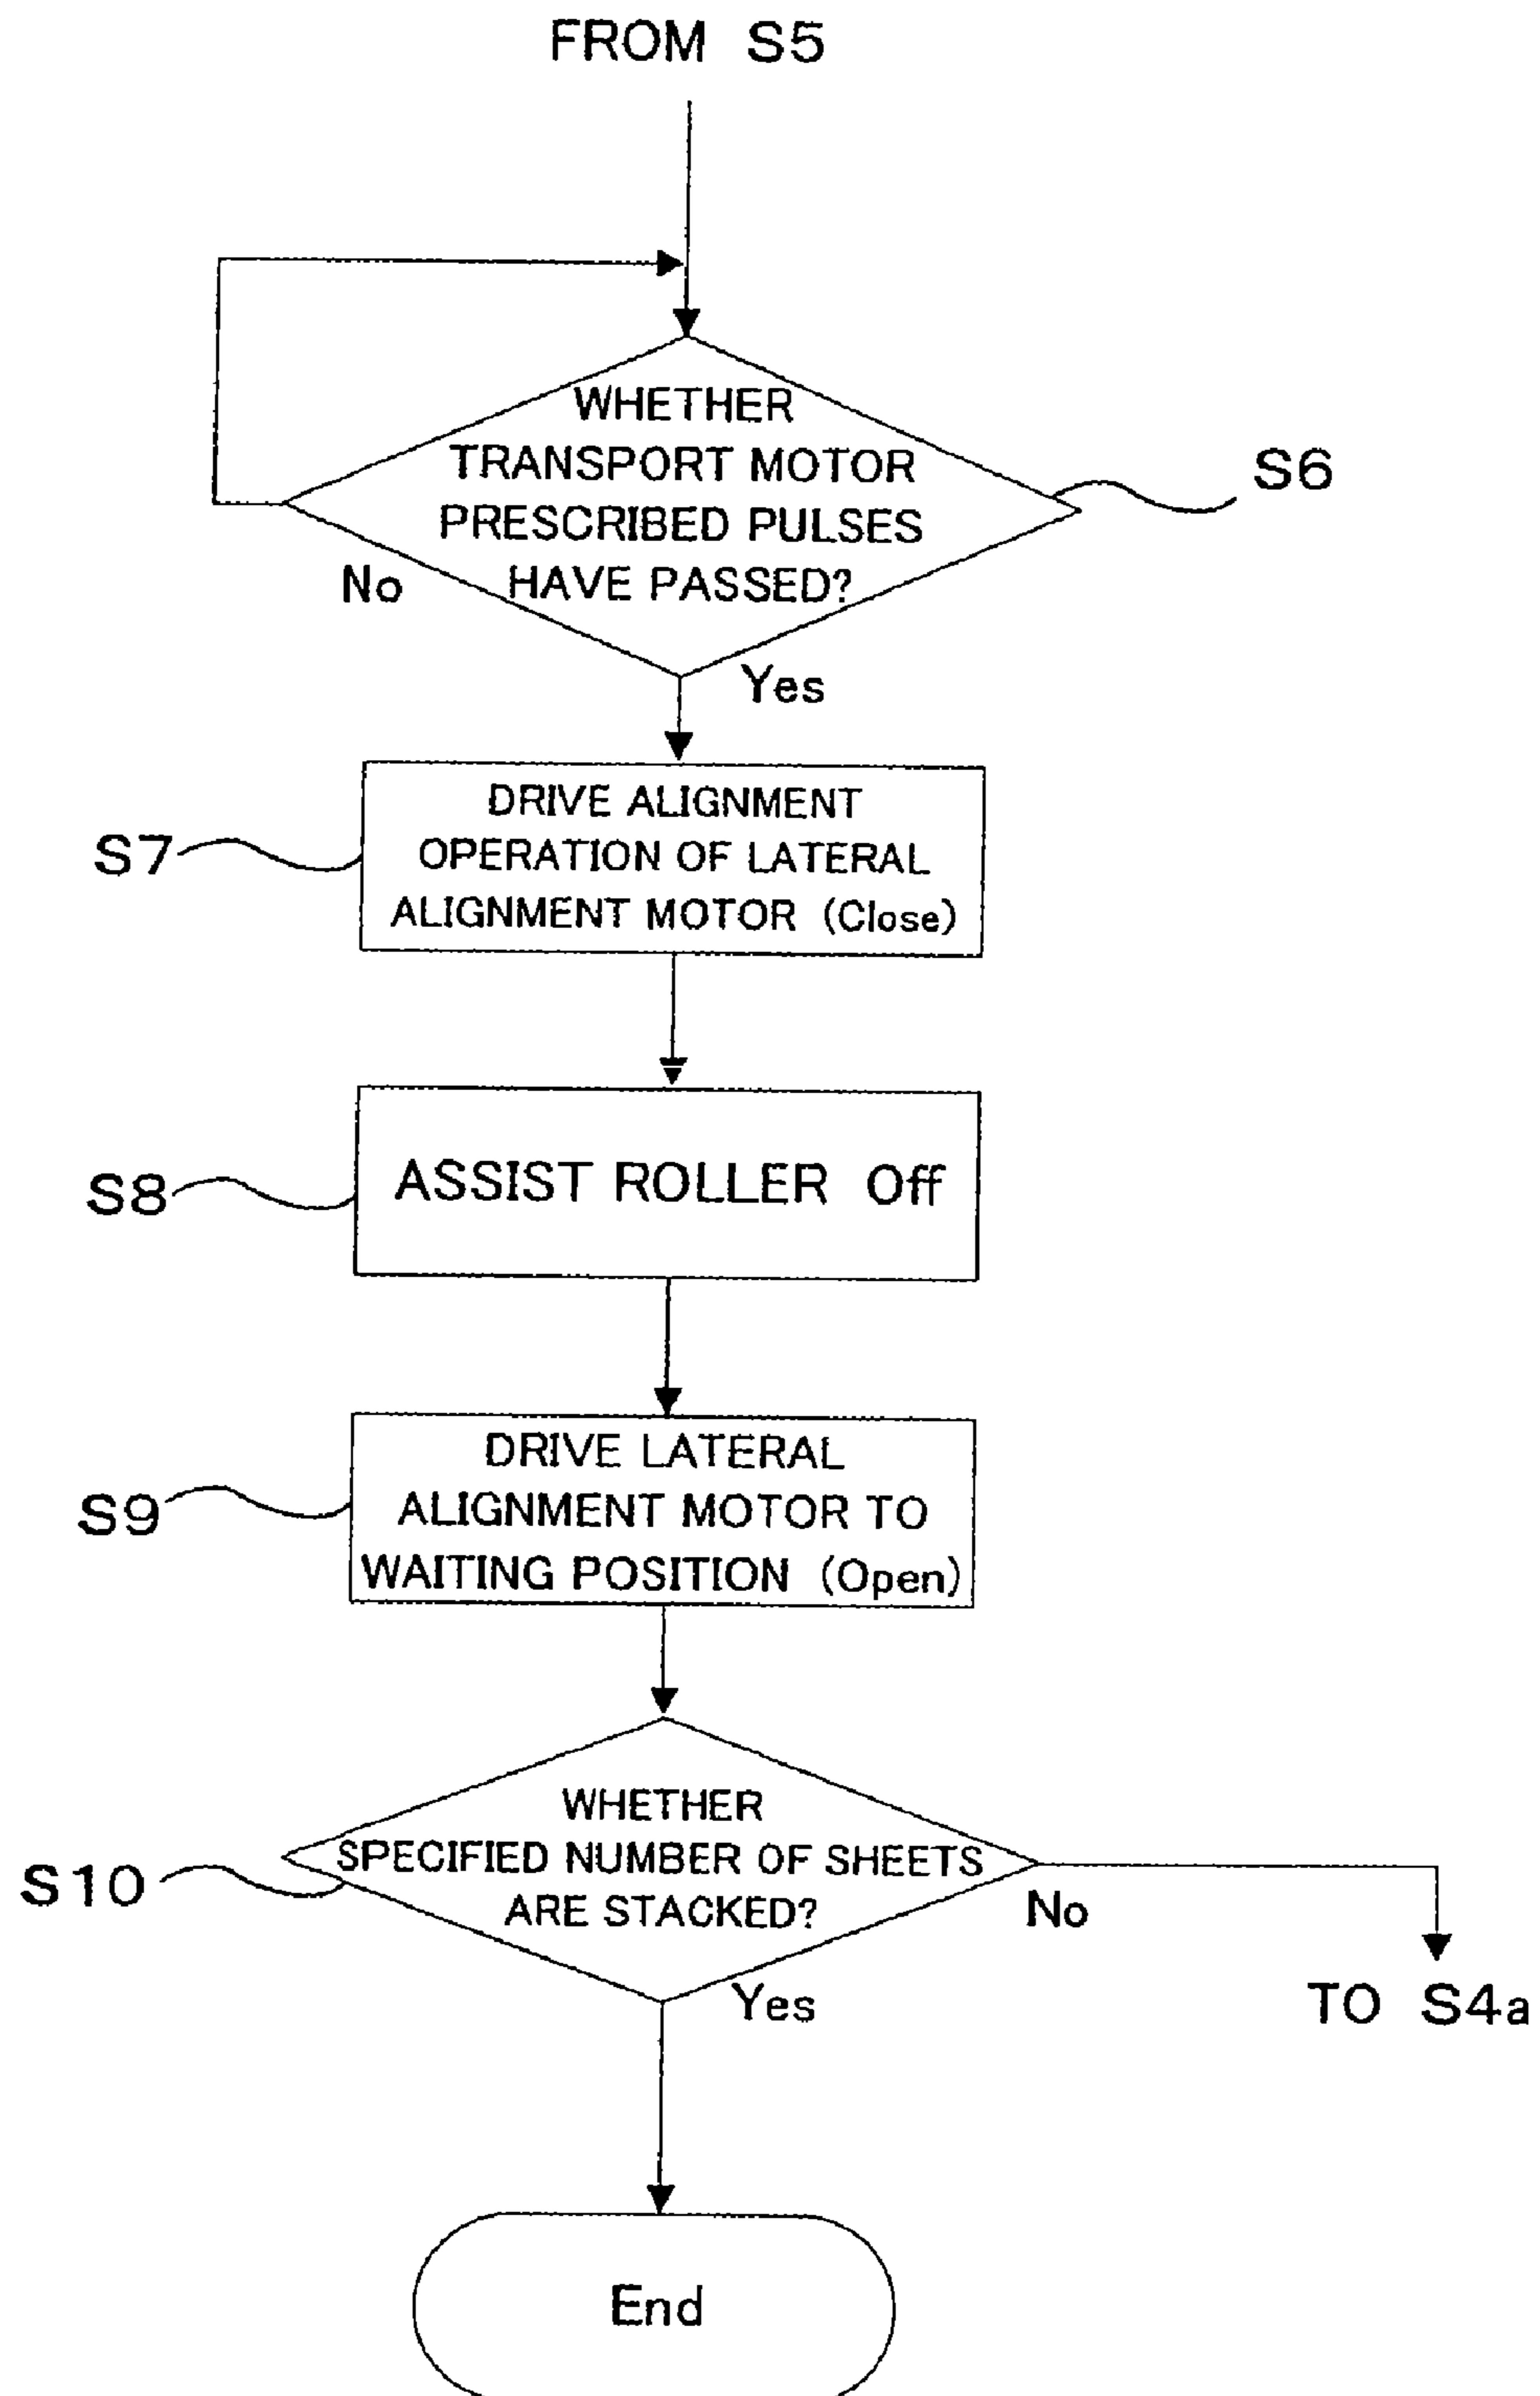 FROM S5
WHETHER
TRANSPORT MOTOR
PRESCRIBED PULSES
HAVE PASSED?
S6
No
Yes
DRIVE ALIGNMENT
OPERATION OF LATERAL
ALIGNMENT MOTOR (Close)
S7
ASSIST ROLLER Off
S8
DRIVE LATERAL
ALIGNMENT MOTOR TO
WAITING POSITION (Open)
S9
WHETHER
SPECIFIED NUMBER OF SHEETS
ARE STACKED?
S10
No
Yes
TO S4a
End